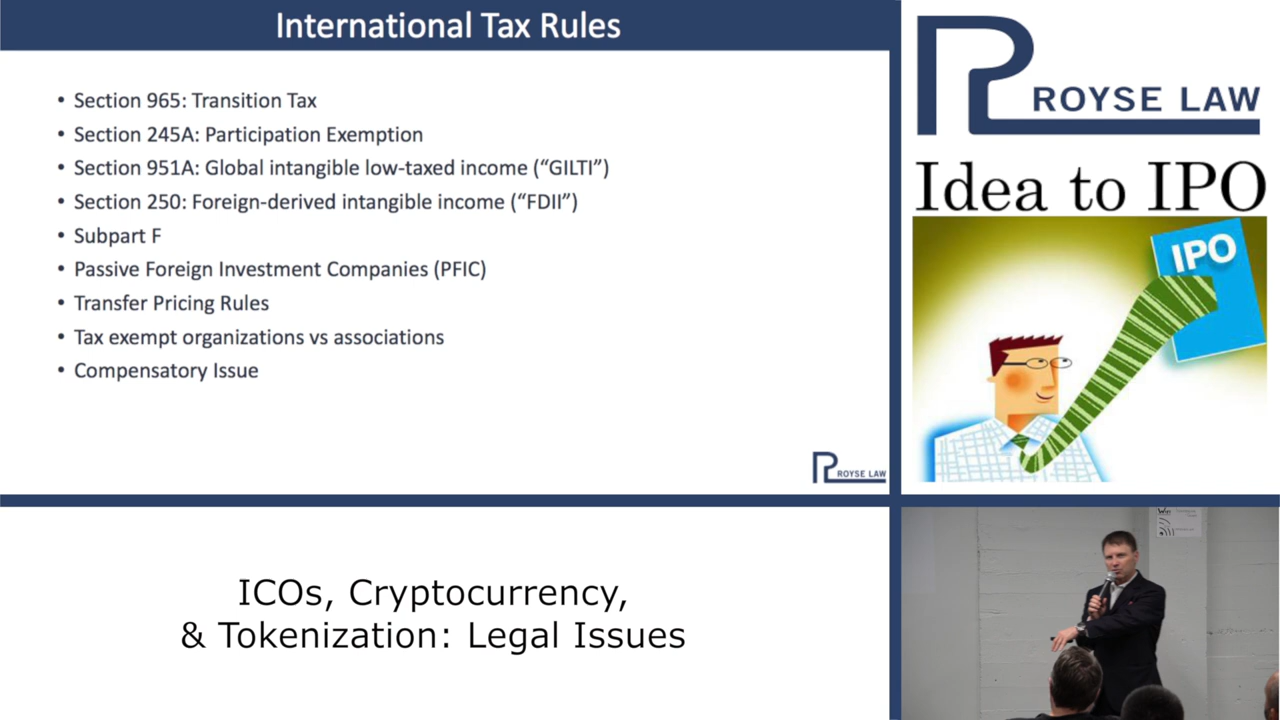 International Tax Rules
• Section 965: Transition Tax
• Section 245A: Participation Exemption
• Section 951A: Global intangible low-taxed income (“GILTI”)
• Section 250: Foreign-derived intangible income (“FDII”)
• Subpart F
• Passive Foreign Investment Companies (PFIC)
• Transfer Pricing Rules
• Tax exempt organizations vs associations
• Compensatory Issue
ROYSE LAW
ROYSE LAW
Idea to IPO
IPO
ICOs, Cryptocurrency,
& Tokenization: Legal Issues